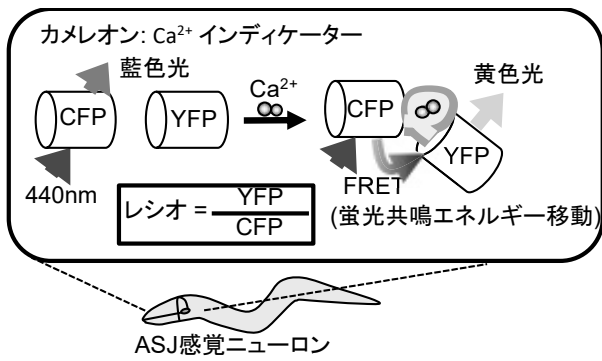 カメレオン: Ca²⁺ インディケーター
藍色光
黄色光
CFP
YFP
Ca²⁺
CFP
YFP
440nm
FRET
(蛍光共鳴エネルギー移動)
レシオ = YFP
CFP
ASJ感覚ニューロン